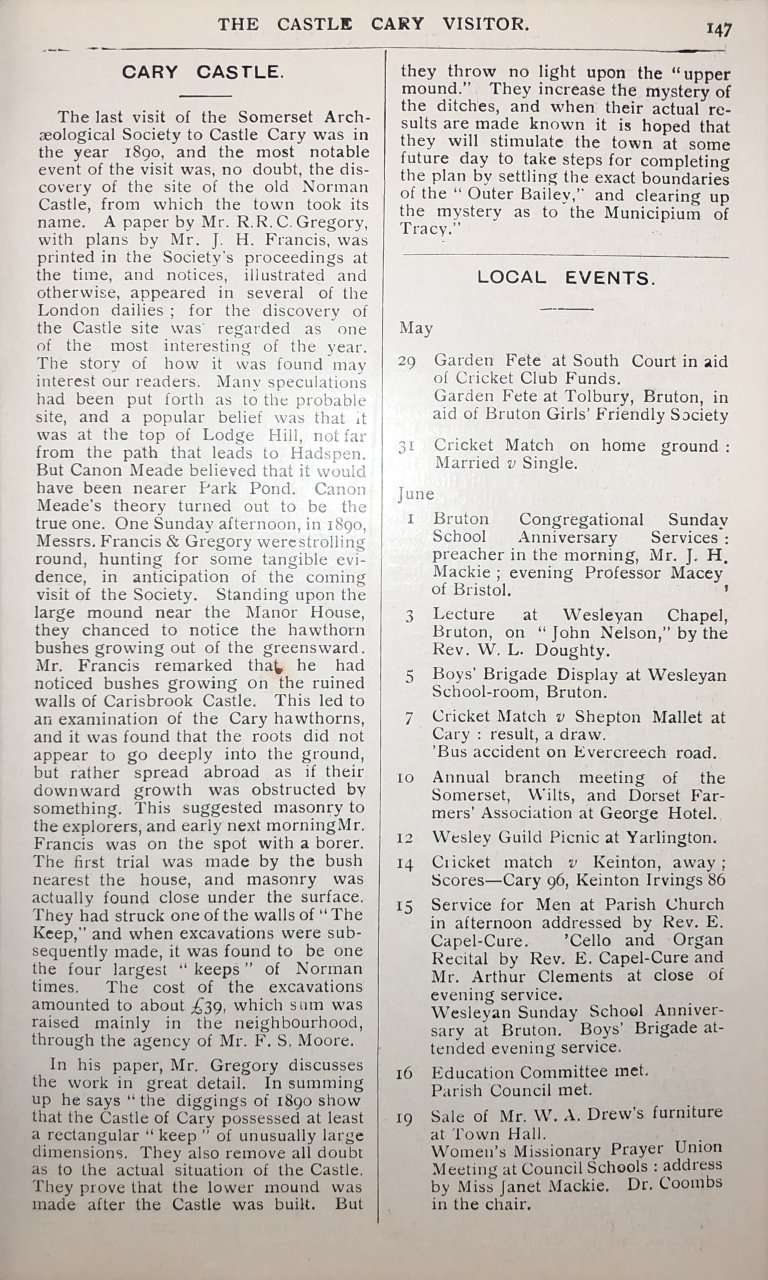 THE CASTLE CARY VISITOR.
147
CARY CASTLE.
The last visit of the Somerset Arch-
æological Society to Castle Cary was in
the year 1890, and the most notable
event of the visit was, no doubt, the dis-
covery of the site of the old Norman
Castle, from which the town took its
name. A paper by Mr. R. R. C. Gregory,
with plans by Mr. J. H. Francis, was
printed in the Society's proceedings at
the time, and notices, illustrated and
otherwise, appeared in several of the
London dailies ; for the discovery of
the Castle site was regarded as one
of the most interesting of the year.
The story of how it was found may
interest our readers. Many speculations
had been put forth as to the probable
site, and a popular belief was that it
was at the top of Lodge Hill, not far
from the path that leads to Hadspen.
But Canon Meade believed that it would
have been nearer Park Pond. Canon
Meade's theory turned out to be the
true one. One Sunday afternoon, in 1890,
Messrs. Francis & Gregory were strolling
round, hunting for some tangible evi-
dence, in anticipation of the coming
visit of the Society. Standing upon the
large mound near the Manor House,
they chanced to notice the hawthorn
bushes growing out of the greensward.
Mr. Francis remarked that he had
noticed bushes growing on the ruined
walls of Carisbrook Castle. This led to
an examination of the Cary hawthorns,
and it was found that the roots did not
appear to go deeply into the ground,
but rather spread abroad as if their
downward growth was obstructed by
something. This suggested masonry to
the explorers, and early next morning Mr.
Francis was on the spot with a borer.
The first trial was made by the bush
nearest the house, and masonry was
actually found close under the surface.
They had struck one of the walls of "The
Keep," and when excavations were sub-
sequently made, it was found to be one
the four largest "keeps" of Norman
times. The cost of the excavations
amounted to about £39, which sum was
raised mainly in the neighbourhood,
through the agency of Mr. F. S. Moore.
In his paper, Mr. Gregory discusses
the work in great detail. In summing
up he says "the diggings of 1890 show
that the Castle of Cary possessed at least
a rectangular "keep" of unusually large
dimensions. They also remove all doubt
as to the actual situation of the Castle.
They prove that the lower mound was
made after the Castle was built. But
they throw no light upon the "upper
mound." They increase the mystery of
the ditches, and when their actual re-
sults are made known it is hoped that
they will stimulate the town at some
future day to take steps for completing
the plan by settling the exact boundaries
of the "Outer Bailey," and clearing up
the mystery as to the Municipium of
Tracy."
LOCAL EVENTS.
May
29 Garden Fete at South Court in aid
of Cricket Club Funds.
Garden Fete at Tolbury, Bruton, in
aid of Bruton Girls' Friendly Society
31 Cricket Match on home ground :
Married v Single.
June
1 Bruton Congregational Sunday
School Anniversary Services :
preacher in the morning, Mr. J. H.
Mackie ; evening Professor Macey,
of Bristol.
3 Lecture at Wesleyan Chapel,
Bruton, on "John Nelson," by the
Rev. W. L. Doughty.
5 Boys' Brigade Display at Wesleyan
School-room, Bruton.
7 Cricket Match v Shepton Mallet at
Cary : result, a draw.
'Bus accident on Evercreech road.
10 Annual branch meeting of the
Somerset, Wilts, and Dorset Far-
mers' Association at George Hotel.
12 Wesley Guild Picnic at Yarlington.
14 Cricket match v Keinton, away ;
Scores—Cary 96, Keinton Irvings 86
15 Service for Men at Parish Church
in afternoon addressed by Rev. E.
Capel-Cure. 'Cello and Organ
Recital by Rev. E. Capel-Cure and
Mr. Arthur Clements at close of
evening service.
Wesleyan Sunday School Anniver-
sary at Bruton. Boys' Brigade at-
tended evening service.
16 Education Committee met.
Parish Council met.
19 Sale of Mr. W. A. Drew's furniture
at Town Hall.
Women's Missionary Prayer Union
Meeting at Council Schools : address
by Miss Janet Mackie. Dr. Coombs
in the chair.